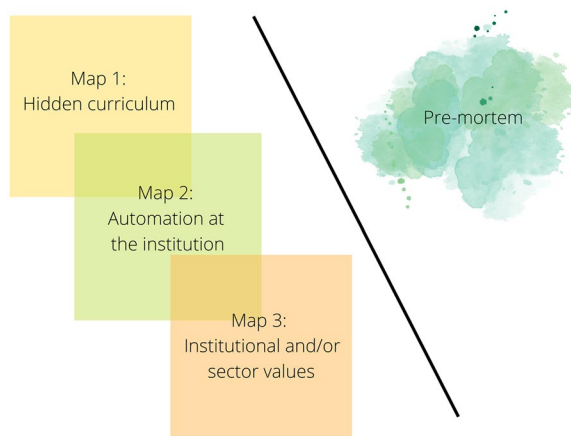 Map 1:
Hidden curriculum
Pre-mortem
Map 2:
Automation at
the institution
Map 3:
Institutional and/or
sector values